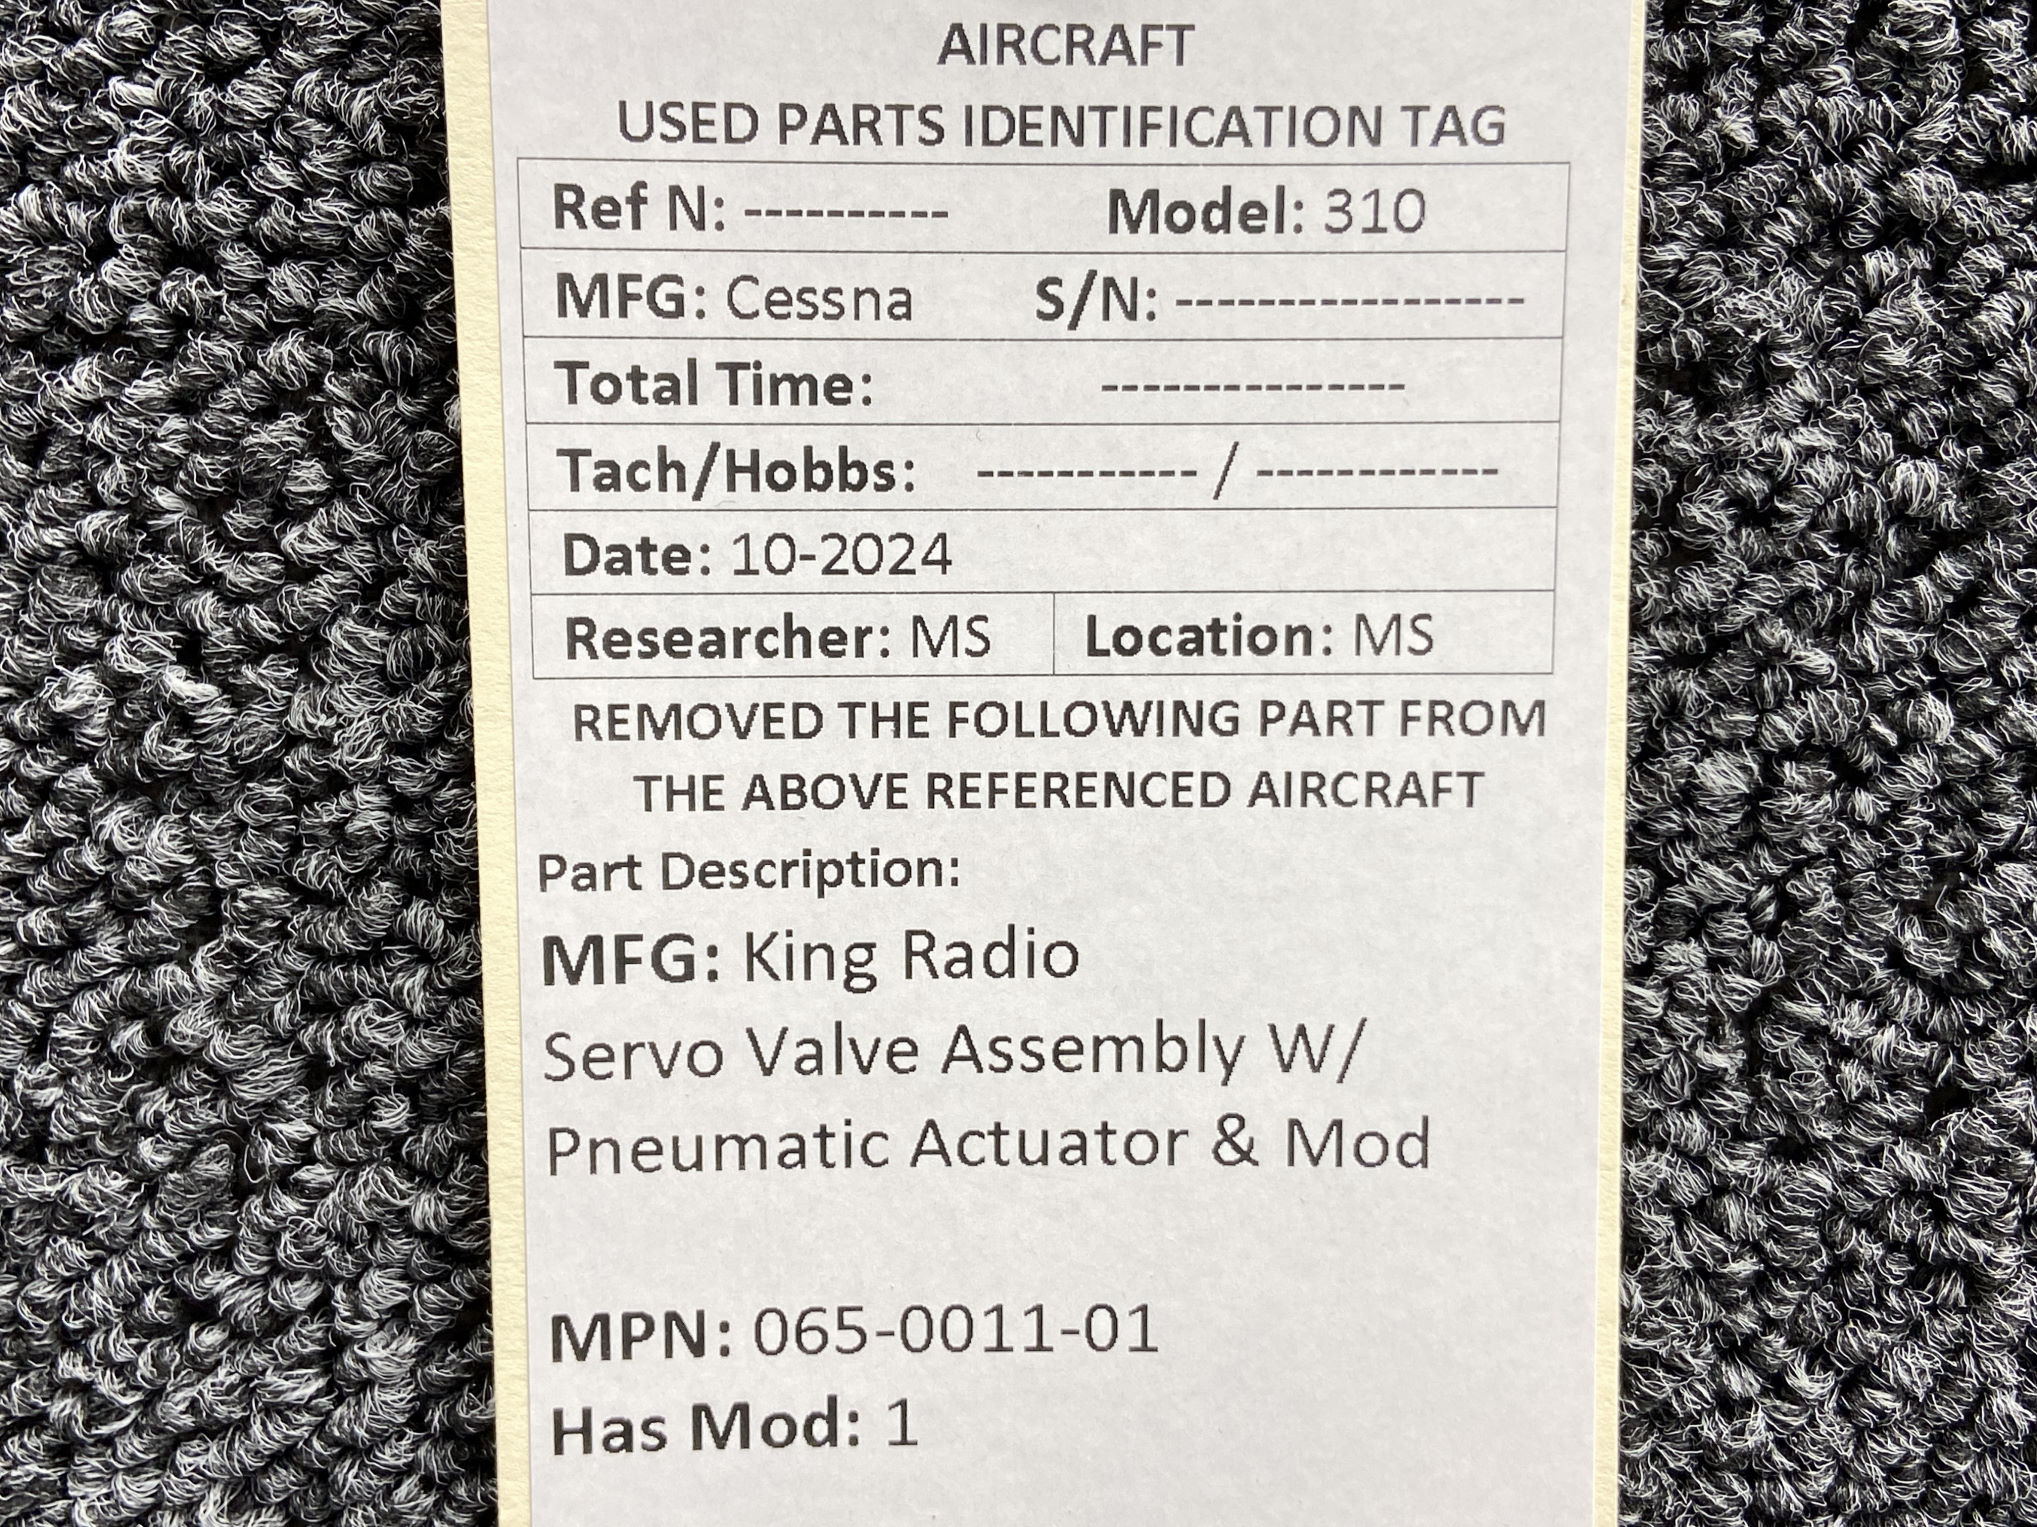 AIRCRAFT
USED PARTS IDENTIFICATION TAG
Ref N: ---------- Model: 310
MFG: Cessna S/N: -----------------
Total Time: ---------------
Tach/Hobbs: ----------- / ------------
Date: 10-2024
Researcher: MS Location: MS
REMOVED THE FOLLOWING PART FROM
THE ABOVE REFERENCED AIRCRAFT
Part Description:
MFG: King Radio
Servo Valve Assembly W/
Pneumatic Actuator & Mod
MPN: 065-0011-01
Has Mod: 1